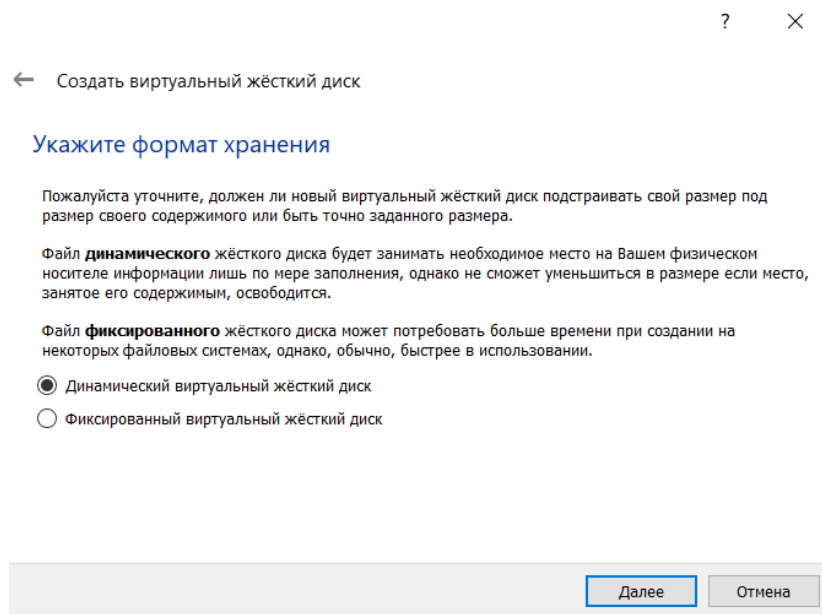 ?
Создать виртуальный жёсткий диск
Укажите формат хранения
Пожалуйста уточните, должен ли новый виртуальный жёсткий диск подстраивать свой размер под
размер своего содержимого или быть точно заданного размера.
Файл динамического жёсткого диска будет занимать необходимое место на Вашем физическом
носителе информации лишь по мере заполнения, однако не сможет уменьшиться в размере если место,
занятое его содержимым, освободится.
Файл фиксированного жёсткого диска может потребовать больше времени при создании на
некоторых файловых системах, однако, обычно, быстрее в использовании.
Динамический виртуальный жёсткий диск
Фиксированный виртуальный жёсткий диск
Далее Отмена